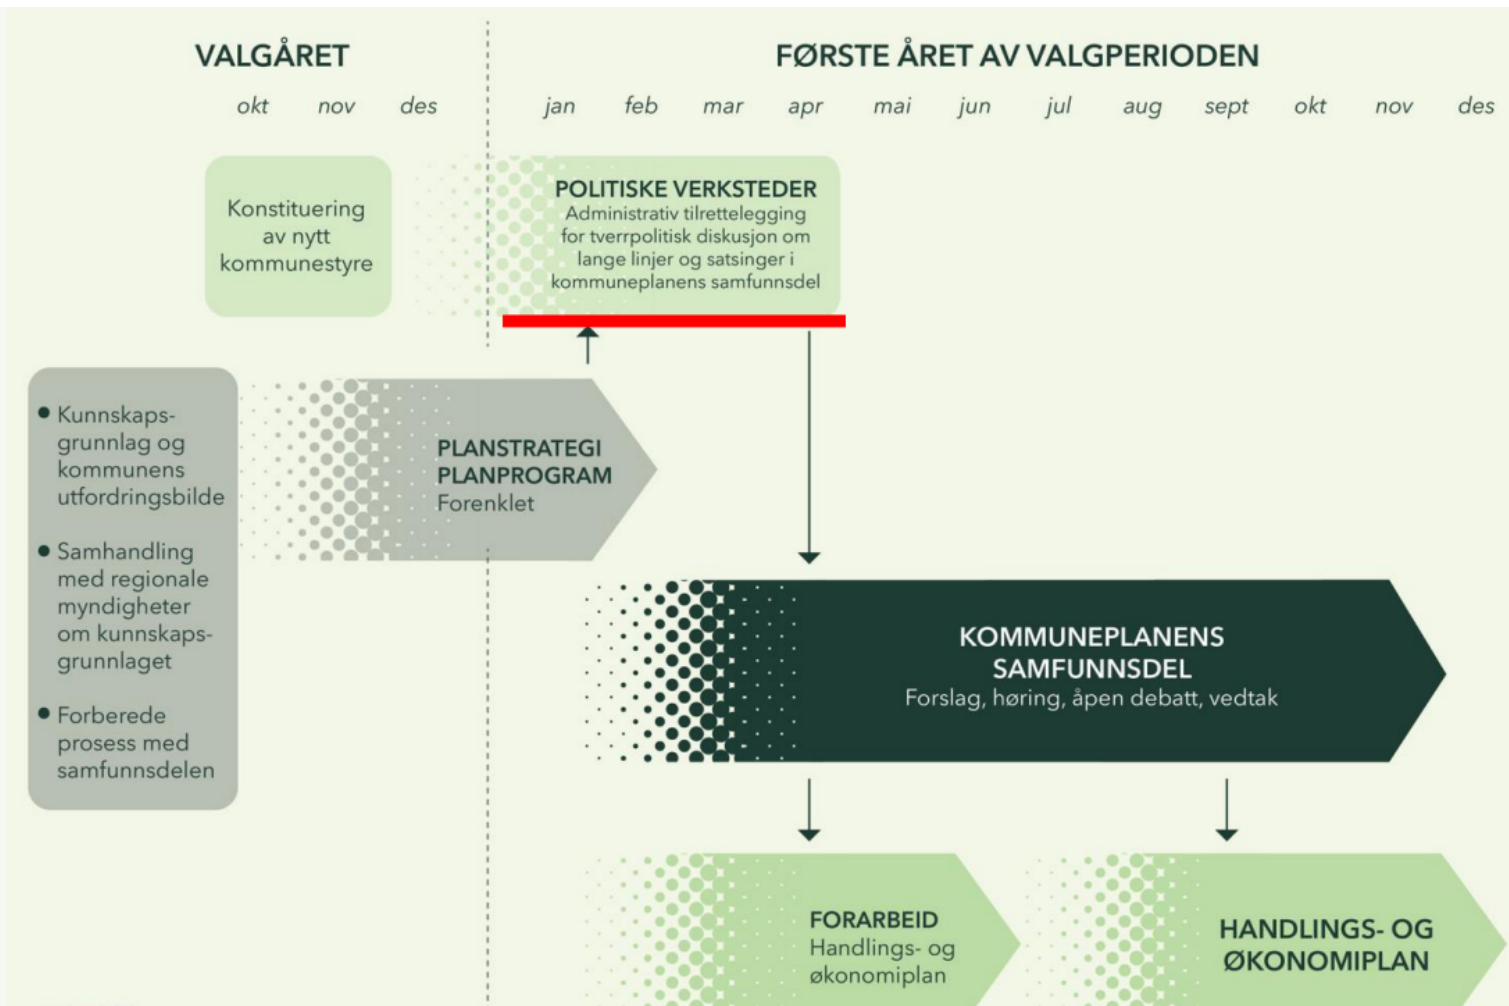 VALGÅRET
FØRSTE ÅRET AV VALGPERIODEN
okt nov des jan feb mar apr mai jun jul aug sept okt nov des
Konstituering
av nytt
kommunestyre
POLITISKE VERKSTEDER
Administrativ tilrettelegging
for tverrpolitisk diskusjon om
lange linjer og satsinger i
kommuneplanens samfunnsdel
● Kunnskaps-
grunnlag og
kommunens
utfordringsbilde
● Samhandling
med regionale
myndigheter
om kunnskaps-
grunnlaget
● Forberede
prosess med
samfunnsdelen
PLANSTRATEGI
PLANPROGRAM
Forenklet
KOMMUNEPLANENS
SAMFUNNSDEL
Forslag, høring, åpen debatt, vedtak
FORARBEID
Handlings- og
økonomiplan
HANDLINGS- OG
ØKONOMIPLAN